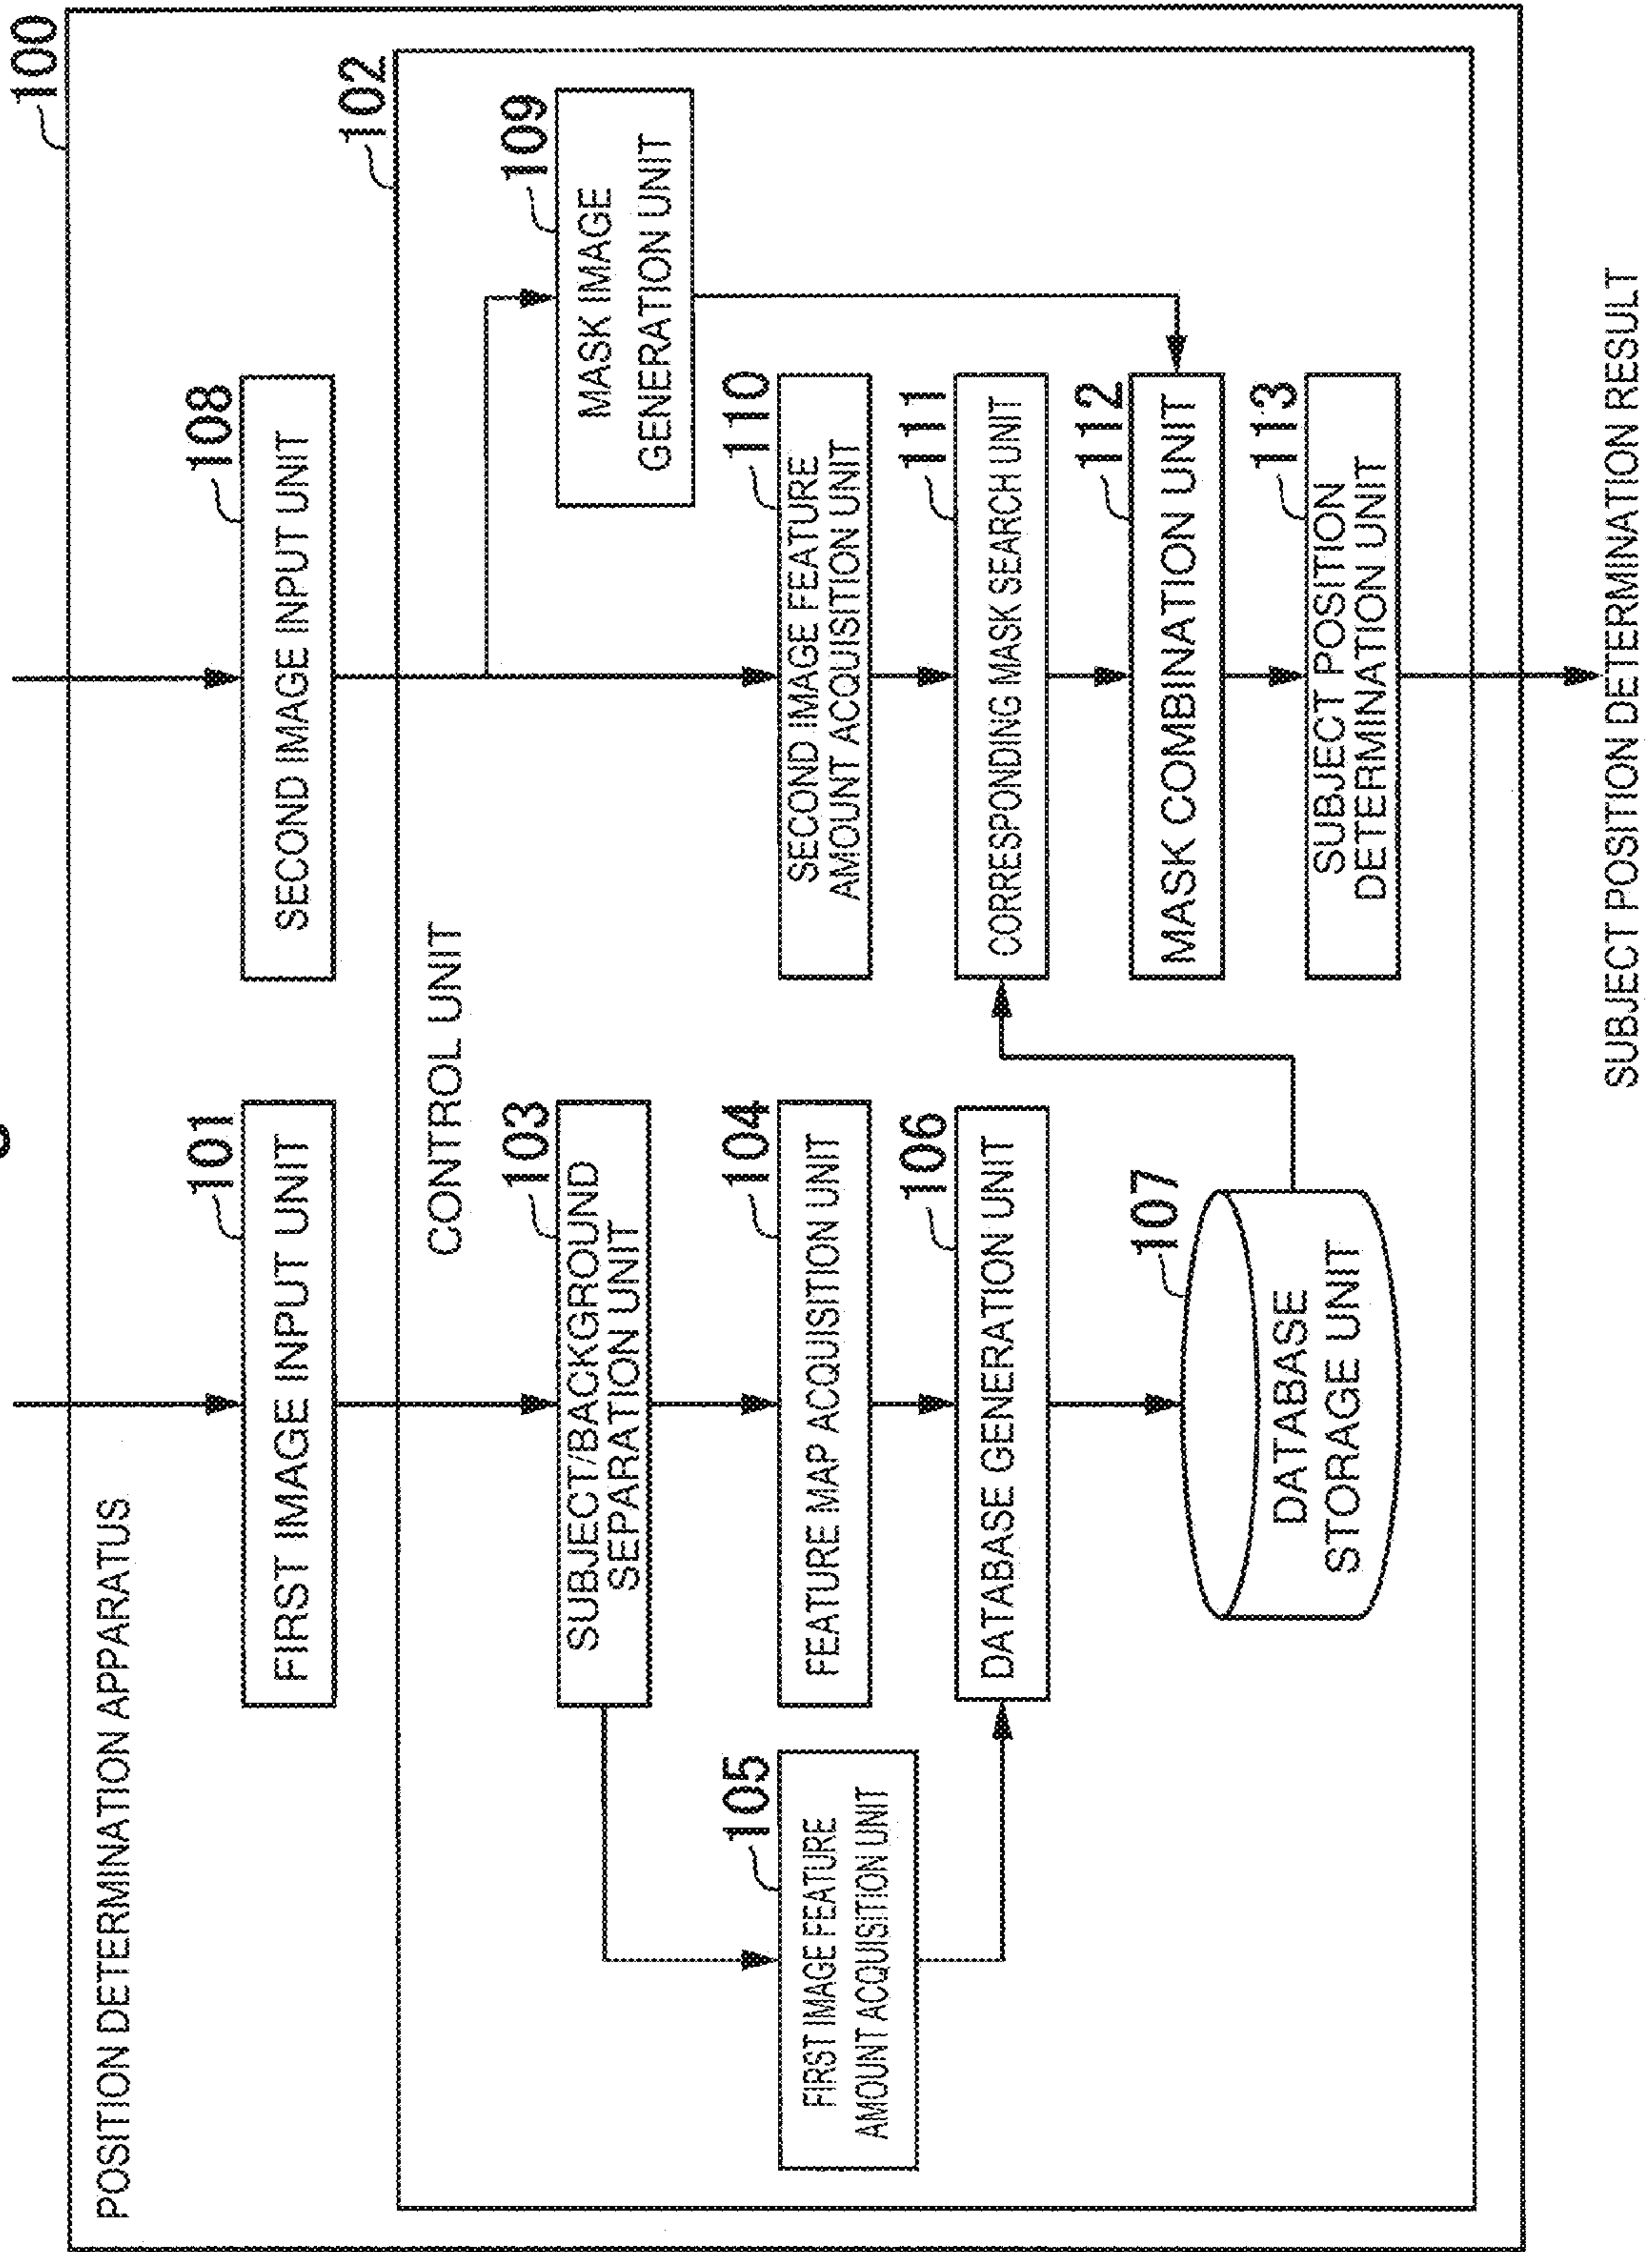 100
POSITION DETERMINATION APPARATUS
101
FIRST IMAGE INPUT UNIT
108
SECOND IMAGE INPUT UNIT
102
CONTROL UNIT
103
SUBJECT/BACKGROUND
SEPARATION UNIT
109
MASK IMAGE
GENERATION UNIT
105
FIRST IMAGE FEATURE
AMOUNT ACQUISITION UNIT
104
FEATURE MAP ACQUISITION UNIT
110
SECOND IMAGE FEATURE
AMOUNT ACQUISITION UNIT
106
DATABASE GENERATION UNIT
111
CORRESPONDING MASK SEARCH UNIT
107
DATABASE
STORAGE UNIT
112
MASK COMBINATION UNIT
113
SUBJECT POSITION
DETERMINATION UNIT
SUBJECT POSITION DETERMINATION RESULT